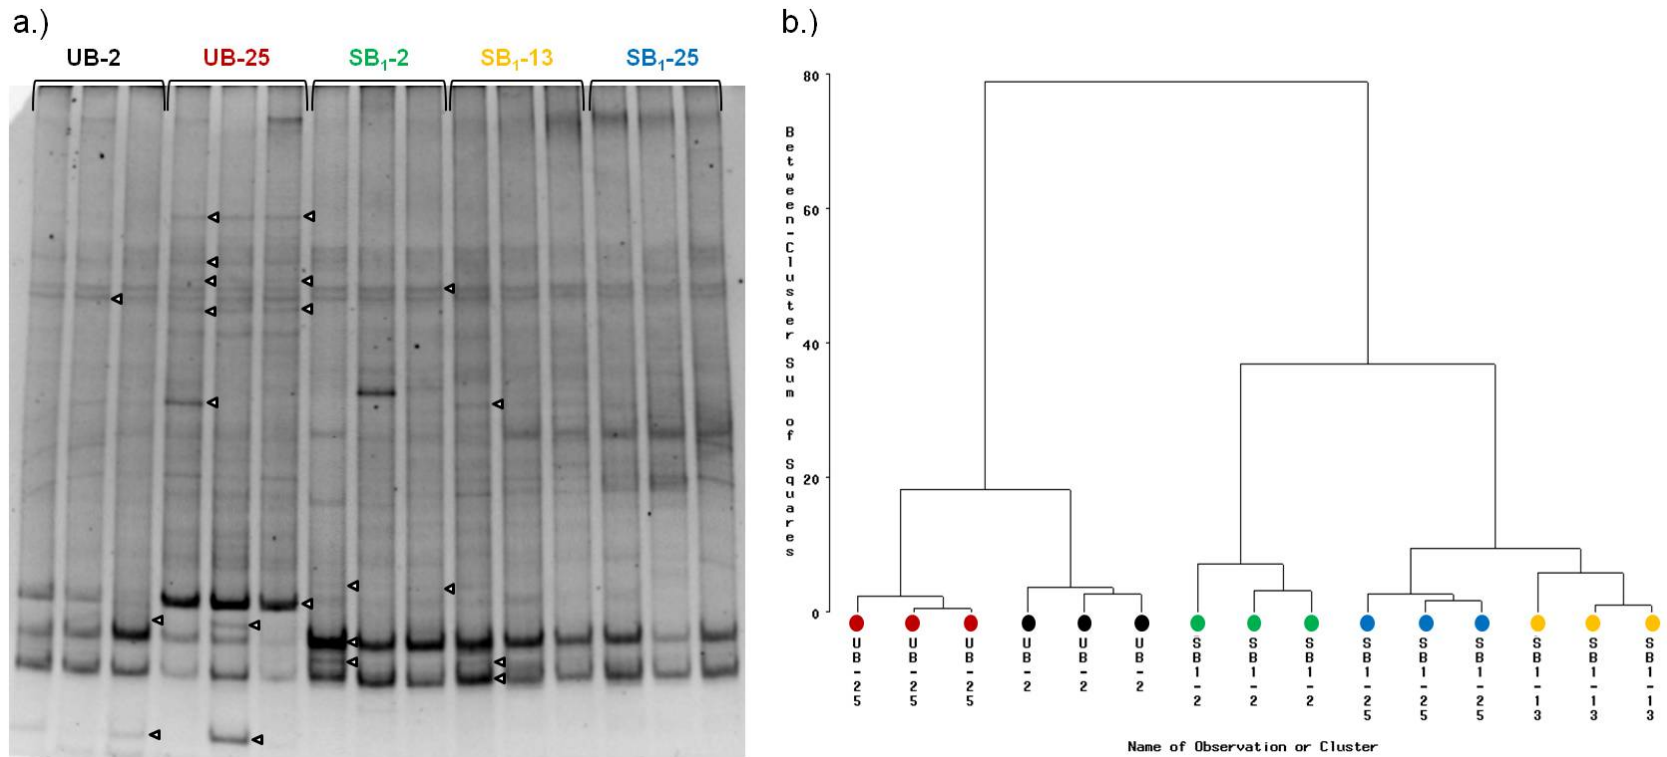 a.)
UB-2 UB-25 SB1-2 SB1-13 SB1-25
b.)
Between-Cluster Sum of Squares
80
60
40
20
0
UB-25 UB-25 UB-25 UB-2 UB-2 UB-2 SB1-2 SB1-2 SB1-2 SB1-25 SB1-25 SB1-25 SB1-13 SB1-13 SB1-13
Name of Observation or Cluster